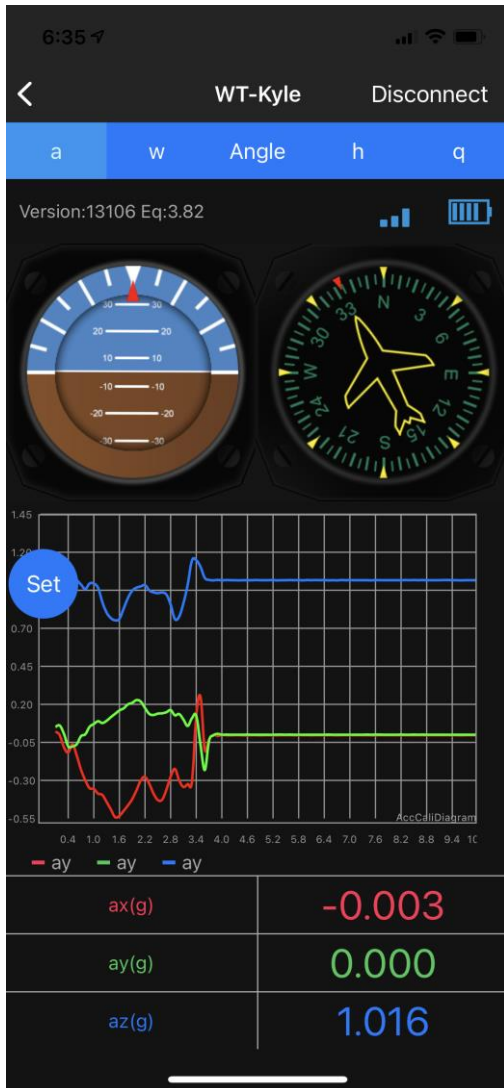 6:35
WT-Kyle Disconnect
a w Angle h q
Version:13106 Eq:3.82
30 30
20 20
10 10
-10 -10
-20 -20
-30 -30
N 3 6 E 12 15 S 21 24 W 30 33
1.45
1.20
Set
0.70
0.45
0.20
-0.05
-0.30
-0.55
AccCaliDiagram
0.4 1.0 1.6 2.2 2.8 3.4 4.0 4.6 5.2 5.8 6.4 7.0 7.6 8.2 8.8 9.4 10
ay ay ay
ax(g) -0.003
ay(g) 0.000
az(g) 1.016